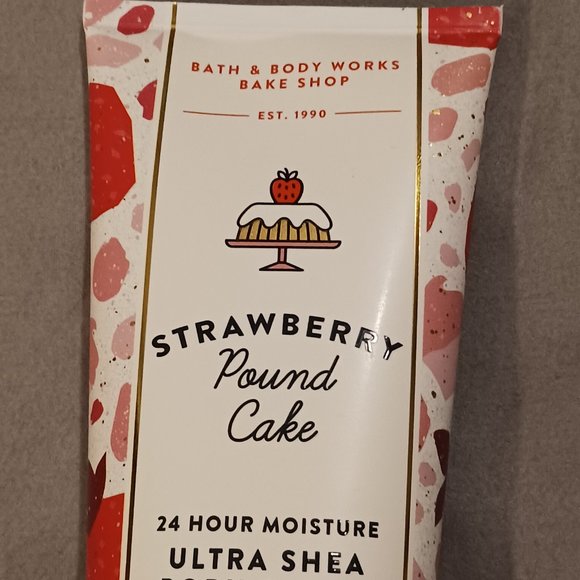 BATH & BODY WORKS
BAKE SHOP
EST. 1990
STRAWBERRY
Pound
Cake
24 HOUR MOISTURE
ULTRA SHEA